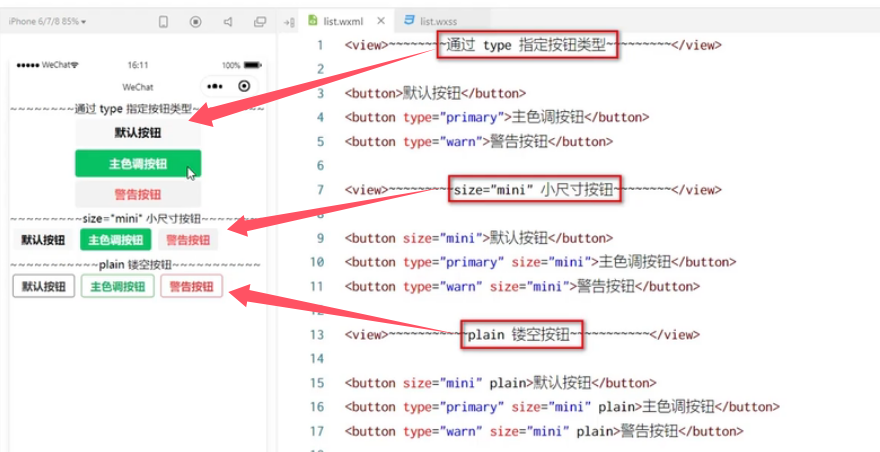 iPhone 6/7/8 85%
list.wxml × list.wxss
WeChat 16:11 100%
WeChat
~~~~~~~~通过 type 指定按钮类型~~~~~~~~
默认按钮
主色调按钮
警告按钮
~~~~~~~~~size="mini" 小尺寸按钮~~~~~~~~
默认按钮 主色调按钮 警告按钮
~~~~~~~~~~~plain 镂空按钮~~~~~~~~~~~
默认按钮 主色调按钮 警告按钮
1 <view>~~~~~~~~通过 type 指定按钮类型~~~~~~~~</view>
2
3 <button>默认按钮</button>
4 <button type="primary">主色调按钮</button>
5 <button type="warn">警告按钮</button>
6
7 <view>~~~~~~~~~size="mini" 小尺寸按钮~~~~~~~~</view>
8
9 <button size="mini">默认按钮</button>
10 <button type="primary" size="mini">主色调按钮</button>
11 <button type="warn" size="mini">警告按钮</button>
12
13 <view>~~~~~~~~~~~plain 镂空按钮~~~~~~~~~~~</view>
14
15 <button size="mini" plain>默认按钮</button>
16 <button type="primary" size="mini" plain>主色调按钮</button>
17 <button type="warn" size="mini" plain>警告按钮</button>